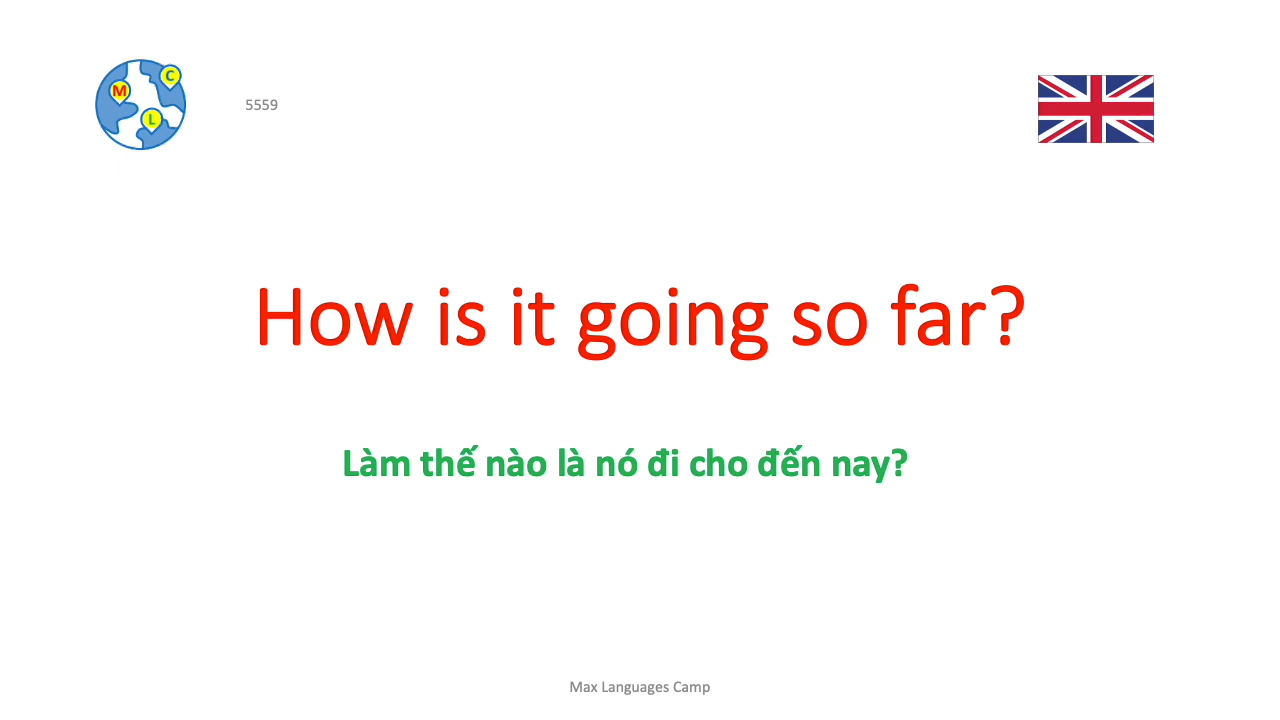 M
C
L
5559
How is it going so far?
Làm thế nào là nó đi cho đến nay?
Max Languages Camp